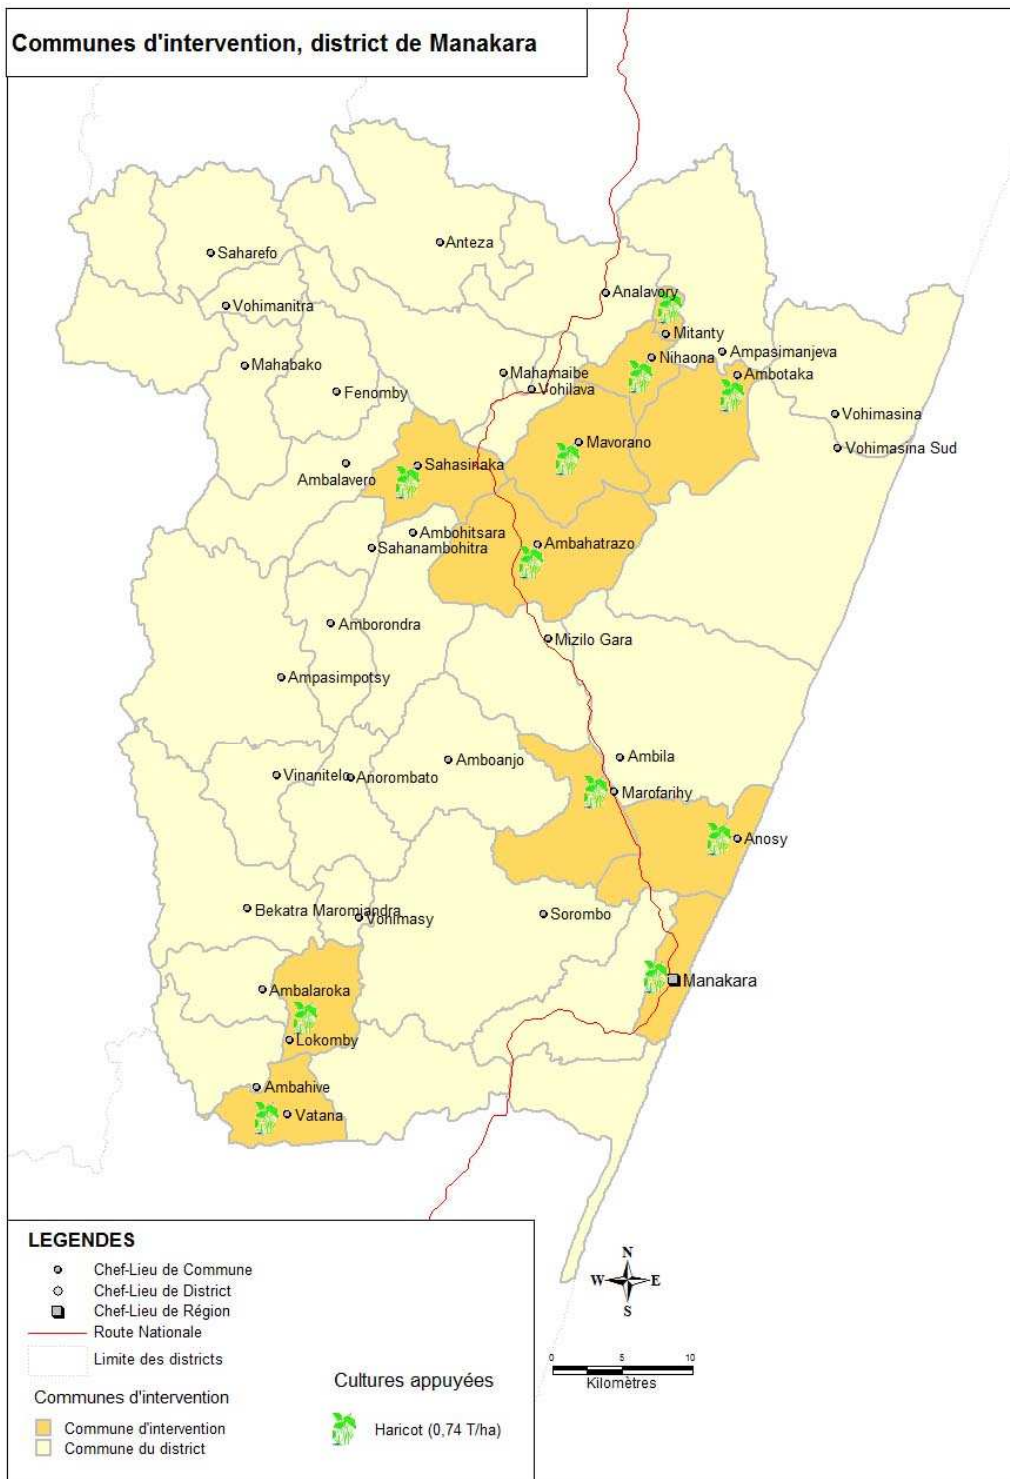 Communes d'intervention, district de Manakara
Anteza
Saharefo
Analavory
Vohimanitra
Mitanty
Ampasimanjeva
Nihaona
Mahabako
Mahamaibe
Ambotaka
Vohilava
Fenomby
Vohimasina
Mavorano
Vohimasina Sud
Sahasinaka
Ambalavero
Ambohitsara
Ambahatrazo
Sahanambohitra
Amborondra
Mizilo Gara
Ampasimpotsy
Ambila
Amboanjo
Vinanitelo
Anorombato
Marofarihy
Anosy
Bekatra Maromiandra
Sorombo
Vohimasy
Manakara
Ambalaroka
Lokomby
Ambahive
Vatana
LEGENDES
Chef-Lieu de Commune
Chef-Lieu de District
Chef-Lieu de Région
Route Nationale
Limite des districts
Communes d'intervention
Commune d'intervention
Commune du district
Cultures appuyées
Haricot (0,74 T/ha)
N
W E
S
0 5 10
Kilomètres